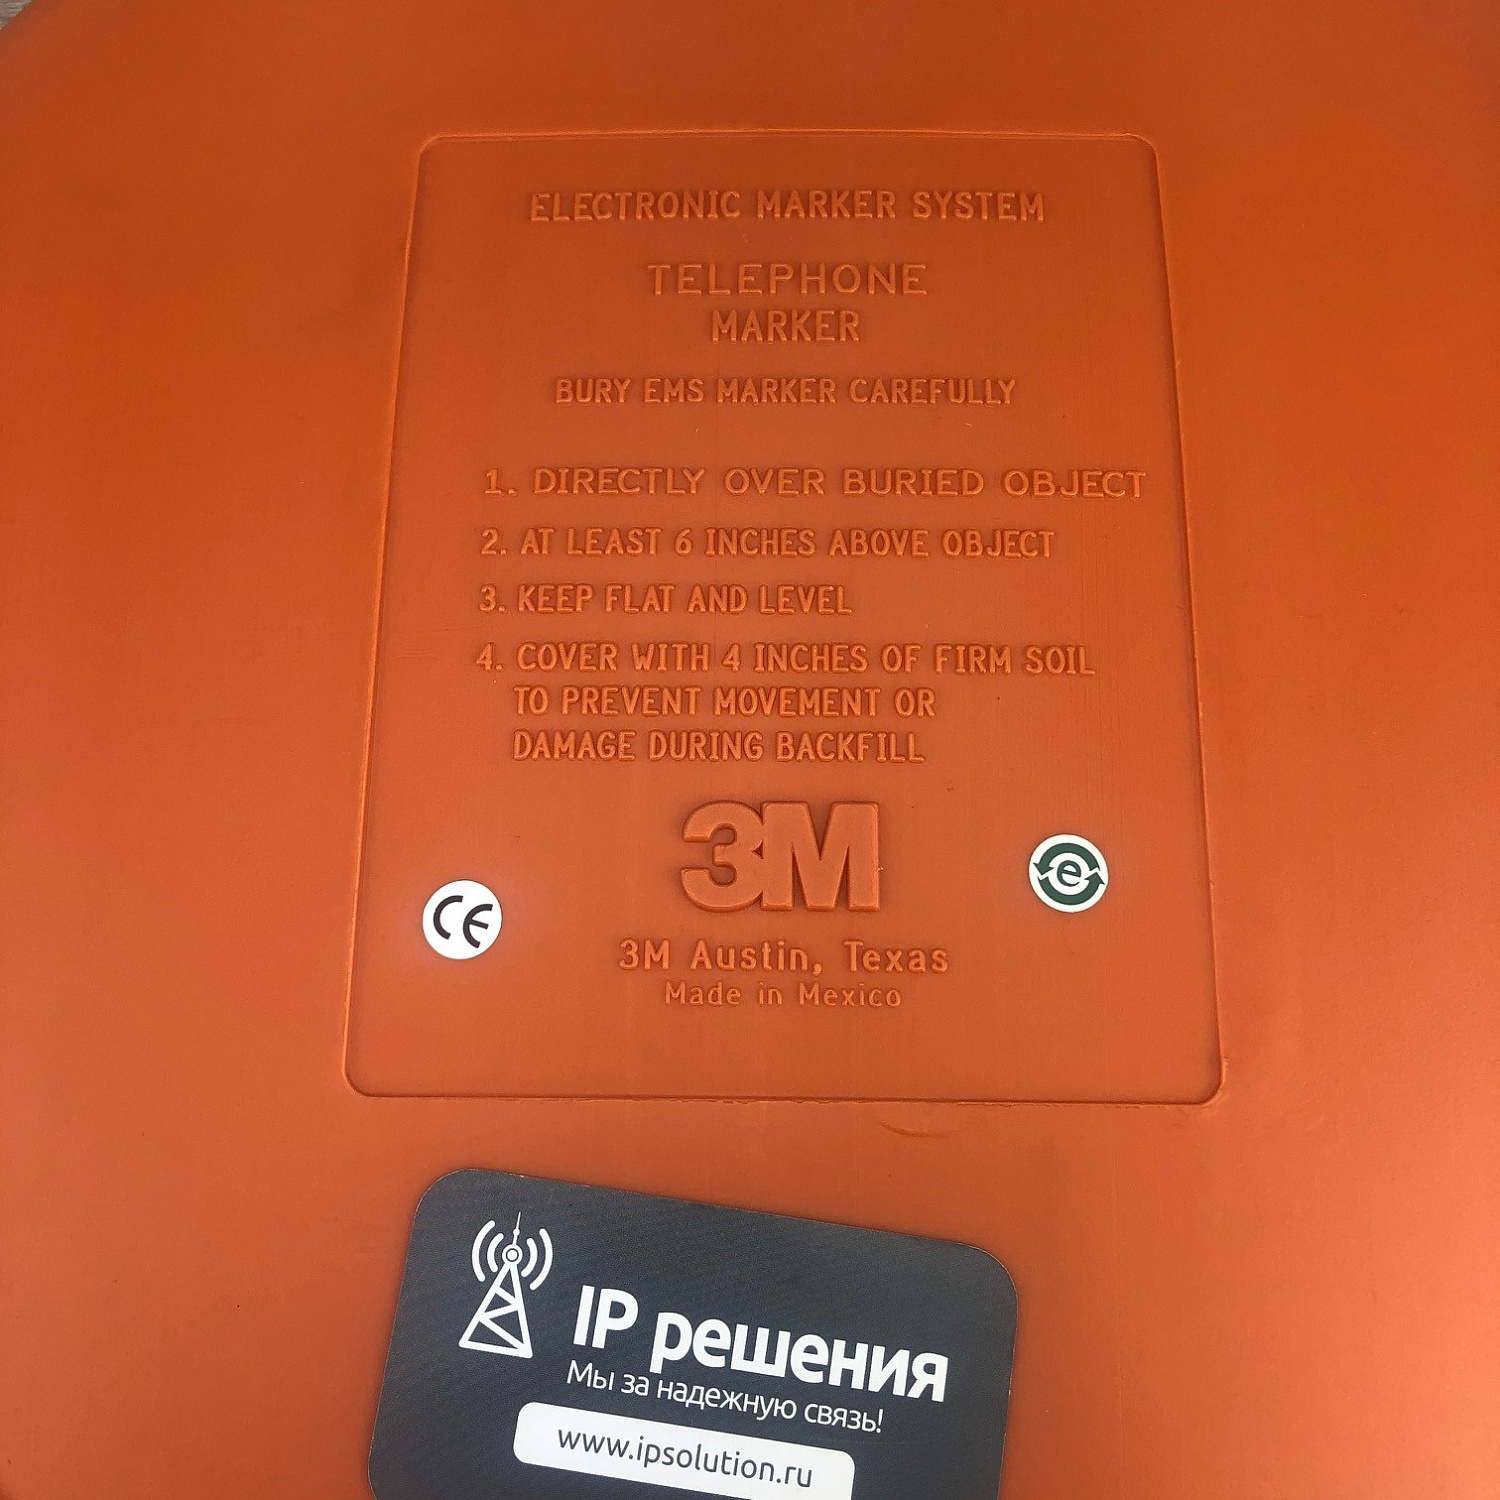 ELECTRONIC MARKER SYSTEM
TELEPHONE
MARKER
BURY EMS MARKER CAREFULLY
1. DIRECTLY OVER BURIED OBJECT
2. AT LEAST 6 INCHES ABOVE OBJECT
3. KEEP FLAT AND LEVEL
4. COVER WITH 4 INCHES OF FIRM SOIL
TO PREVENT MOVEMENT OR
DAMAGE DURING BACKFILL
3M
CE
e
3M Austin, Texas
Made in Mexico
IP решения
Мы за надежную связь!
www.ipsolution.ru